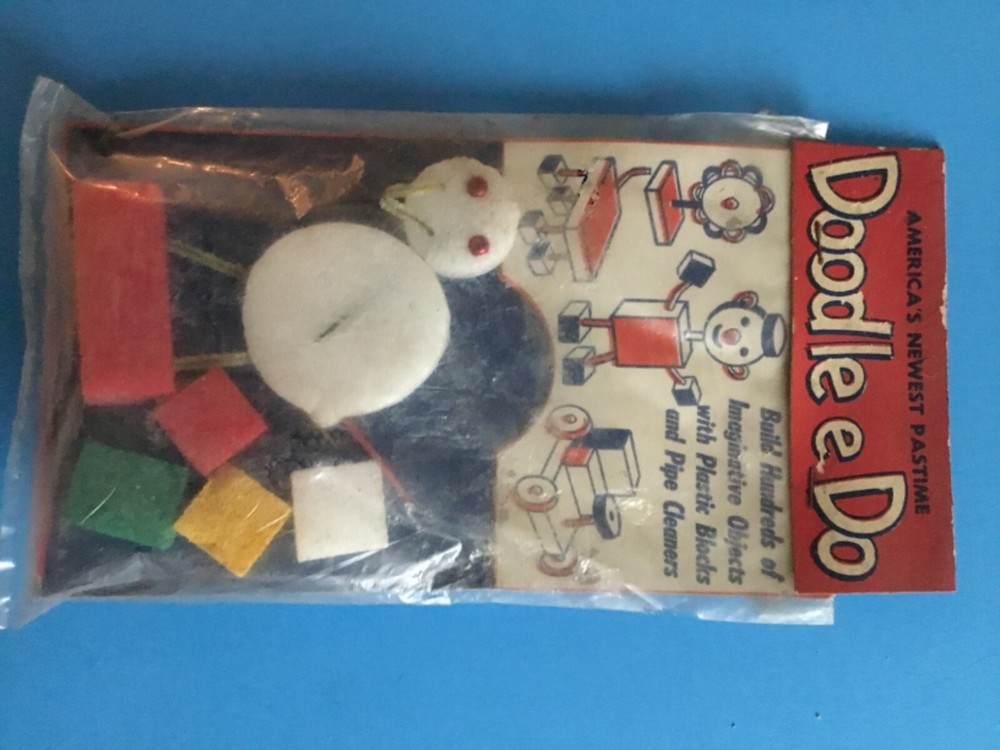 AMERICA'S NEWEST PASTIME
Doodle e Do
Build Hundreds of
Imaginative Objects
with Plastic Blocks
and Pipe Cleaners